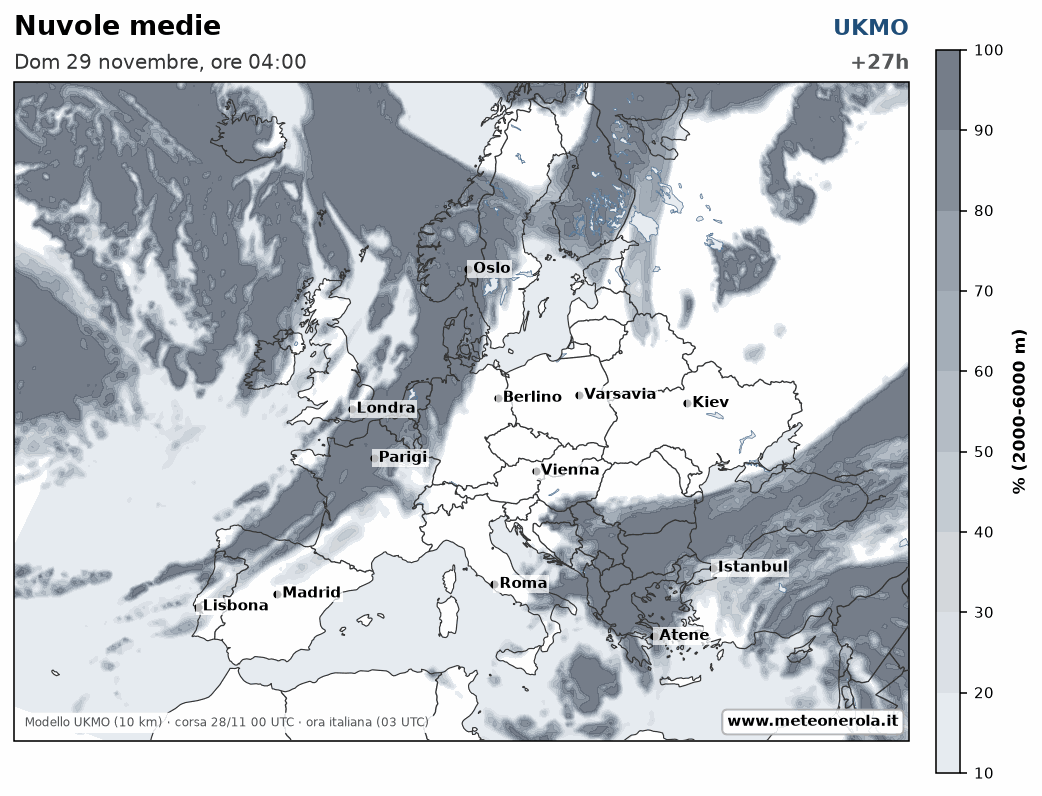 Nuvole medie
UKMO
Dom 29 novembre, ore 04:00
+27h
100
90
80
70
60
50
40
30
20
10
% (2000-6000 m)
Oslo
Berlino
Varsavia
Kiev
Londra
Parigi
Vienna
Istanbul
Roma
Madrid
Lisbona
Atene
Modello UKMO (10 km) · corsa 28/11 00 UTC · ora italiana (03 UTC)
www.meteonerola.it